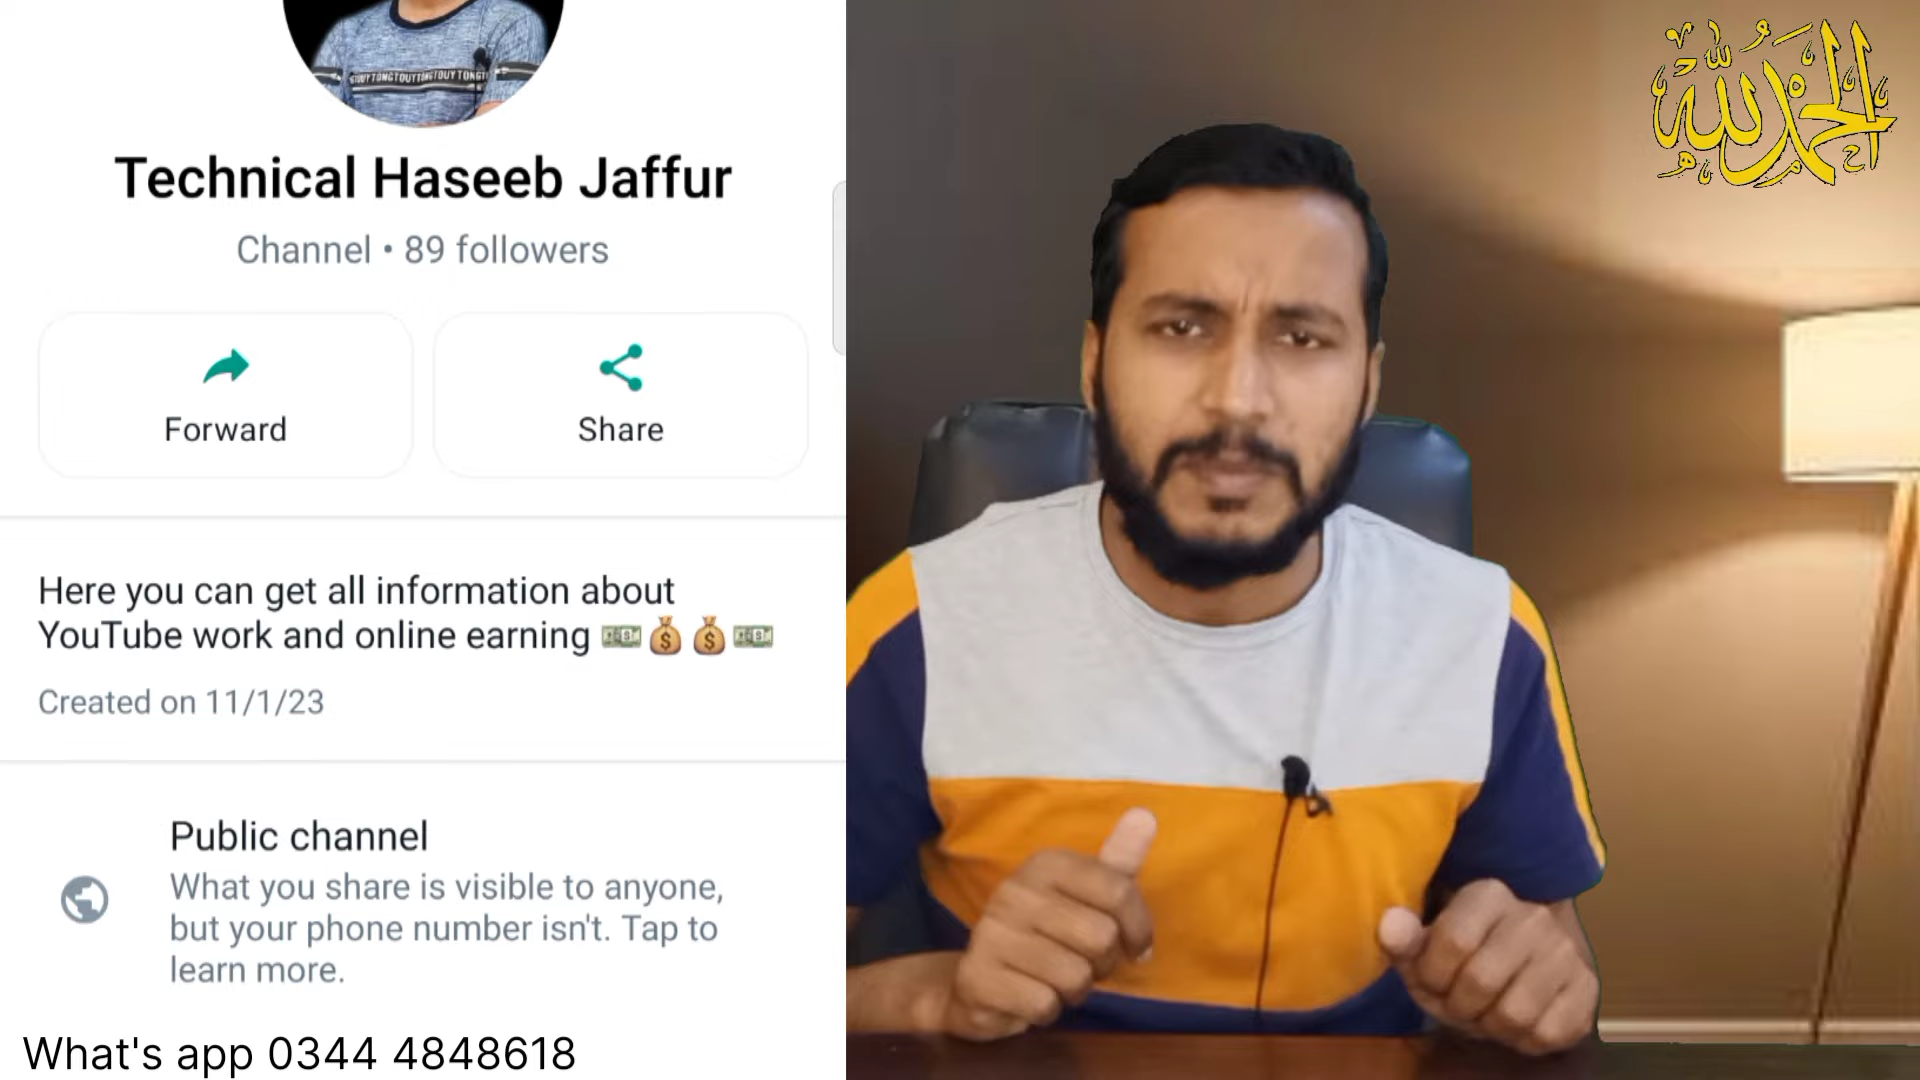 Technical Haseeb Jaffur
Channel • 89 followers
Forward
Share
Here you can get all information about
YouTube work and online earning 💵💰💰💵
Created on 11/1/23
Public channel
What you share is visible to anyone,
but your phone number isn't. Tap to
learn more.
What's app 0344 4848618
الحمد لله